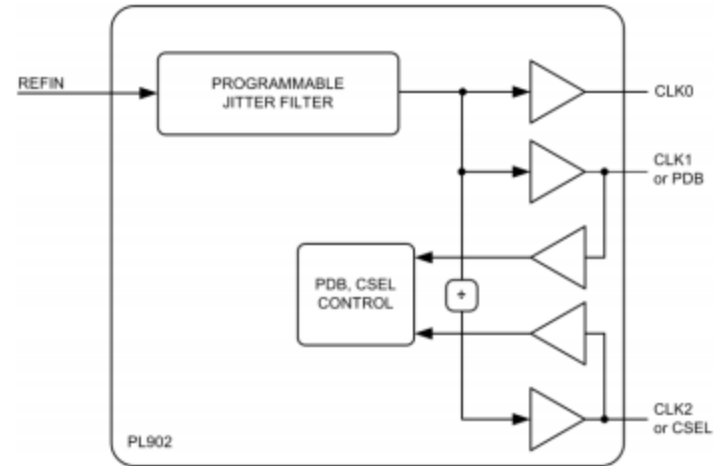 REFIN
PROGRAMMABLE
JITTER FILTER
CLK0
CLK1
or PDB
PDB, CSEL
CONTROL
÷
CLK2
or CSEL
PL902